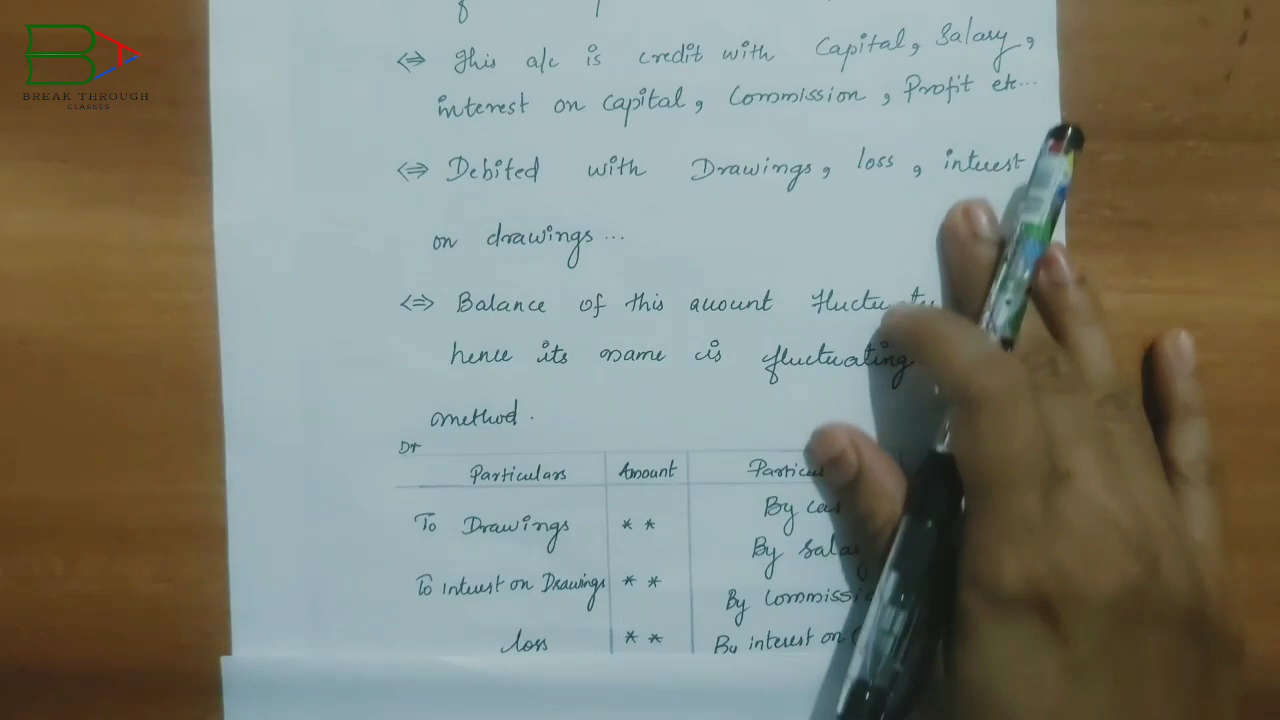 BREAK THROUGH
CLASSES
⇔ This a/c is credit with Capital, Salary,
interest on capital, Commission, Profit etc...
⇔ Debited with Drawings, loss, interest
on drawings...
⇔ Balance of this amount
hence its name is fluctuating
method.
Dr
Particulars Amount
To Drawings * *
By
By
To Interest on Drawings * *
By
loss * *
By interest on